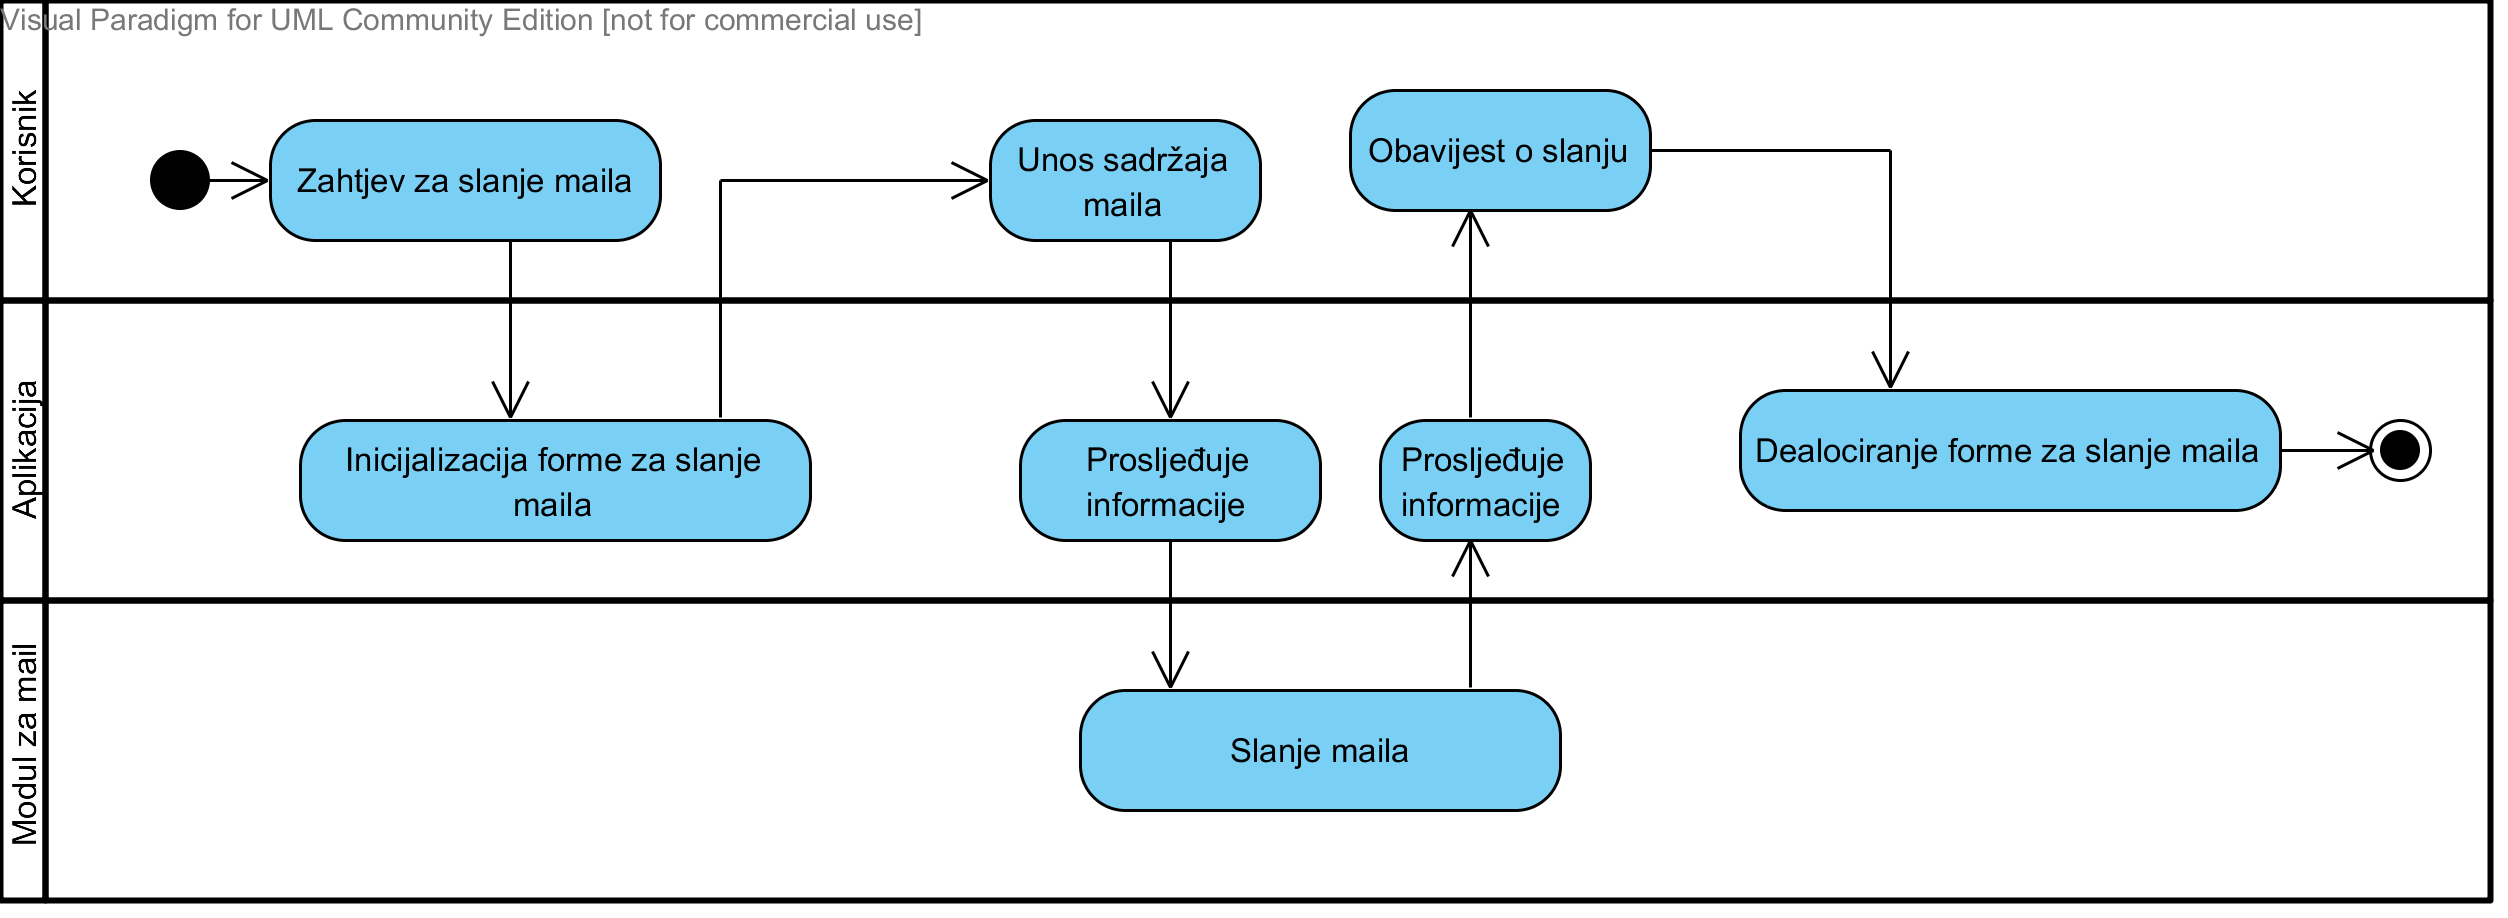 Visual Paradigm for UML Community Edition [not for commercial use]
Korisnik
Zahtjev za slanje maila
Unos sadržaja
maila
Obavijest o slanju
Aplikacija
Inicijalizacija forme za slanje
maila
Prosljeđuje
informacije
Prosljeđuje
informacije
Dealociranje forme za slanje maila
Modul za mail
Slanje maila